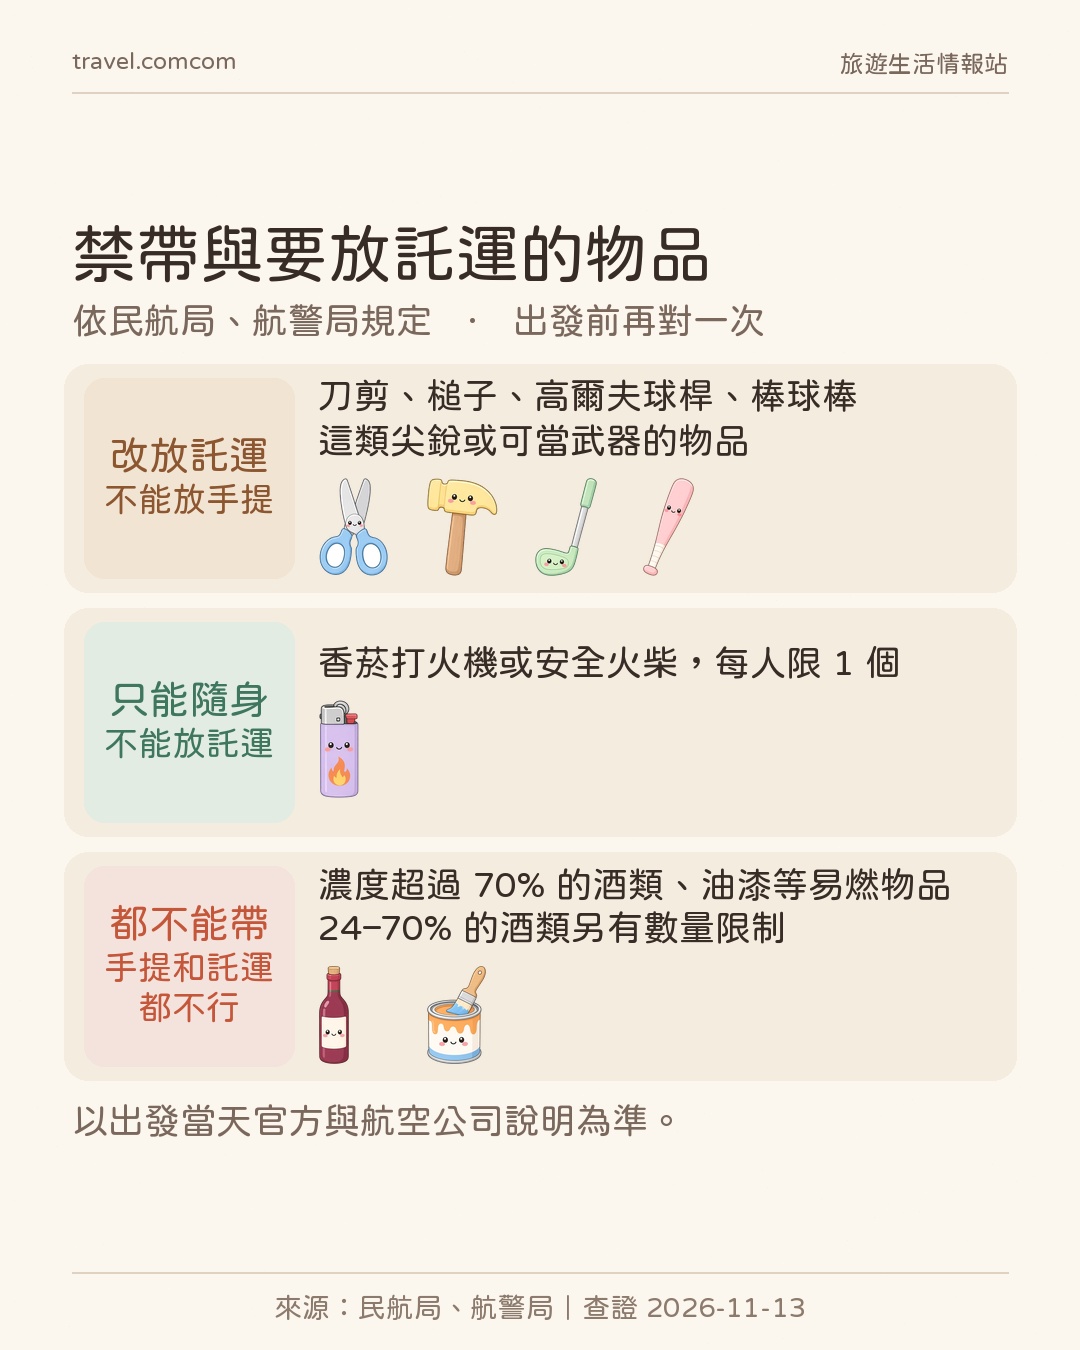 travel.comcom
旅遊生活情報站
禁帶與要放託運的物品
依民航局、航警局規定 · 出發前再對一次
改放託運
不能放手提
刀剪、槌子、高爾夫球桿、棒球棒
這類尖銳或可當武器的物品
只能隨身
不能放託運
香菸打火機或安全火柴，每人限 1 個
都不能帶
手提和託運
都不行
濃度超過 70% 的酒類、油漆等易燃物品
24–70% 的酒類另有數量限制
以出發當天官方與航空公司說明為準。
來源：民航局、航警局｜查證 2026-11-13